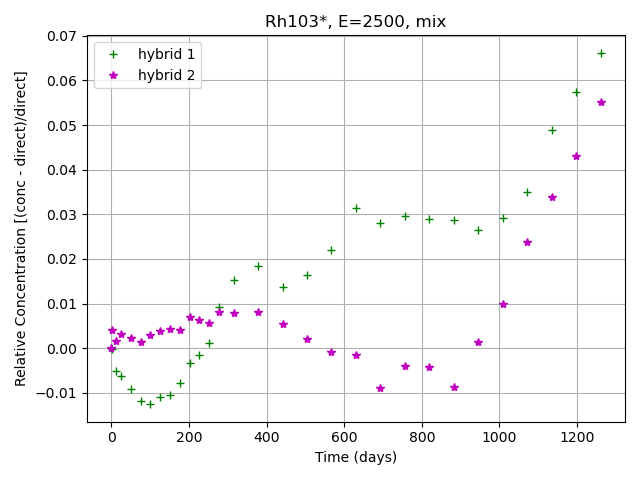 Rh103*, E=2500, mix
hybrid 1
hybrid 2
Relative Concentration [(conc - direct)/direct]
0.07
0.06
0.05
0.04
0.03
0.02
0.01
0.00
−0.01
0 200 400 600 800 1000 1200
Time (days)